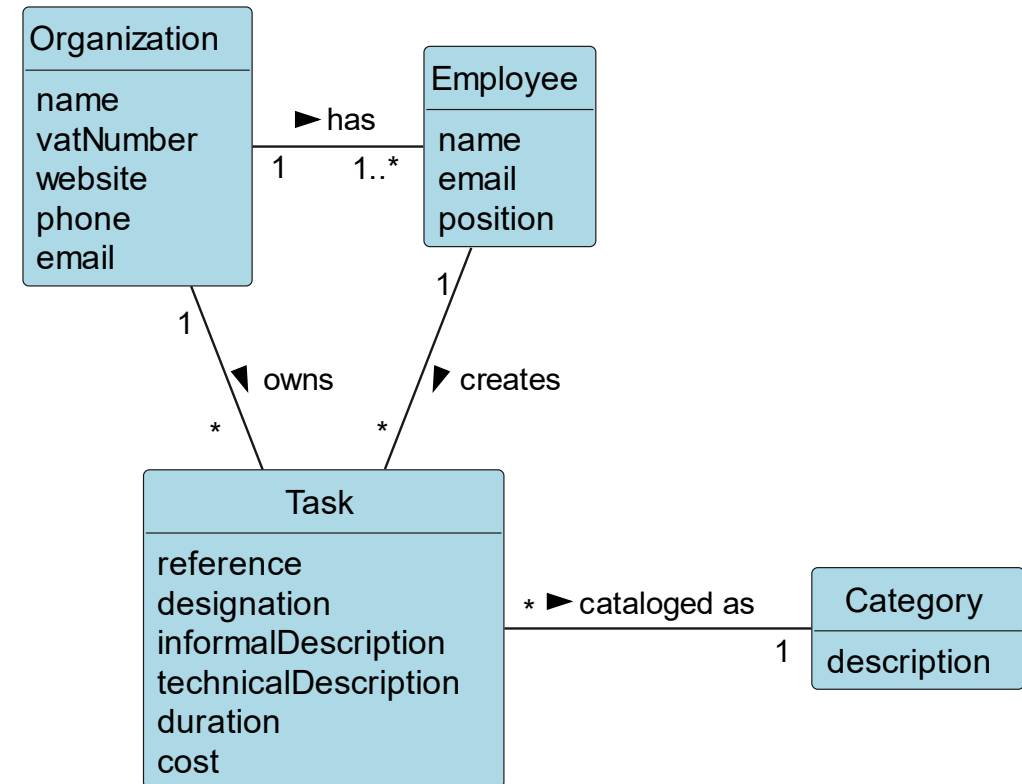 Organization
name
vatNumber
website
phone
email
has
1
1..*
Employee
name
email
position
1
owns
*
1
creates
*
Task
reference
designation
informalDescription
technicalDescription
duration
cost
* cataloged as
1
Category
description